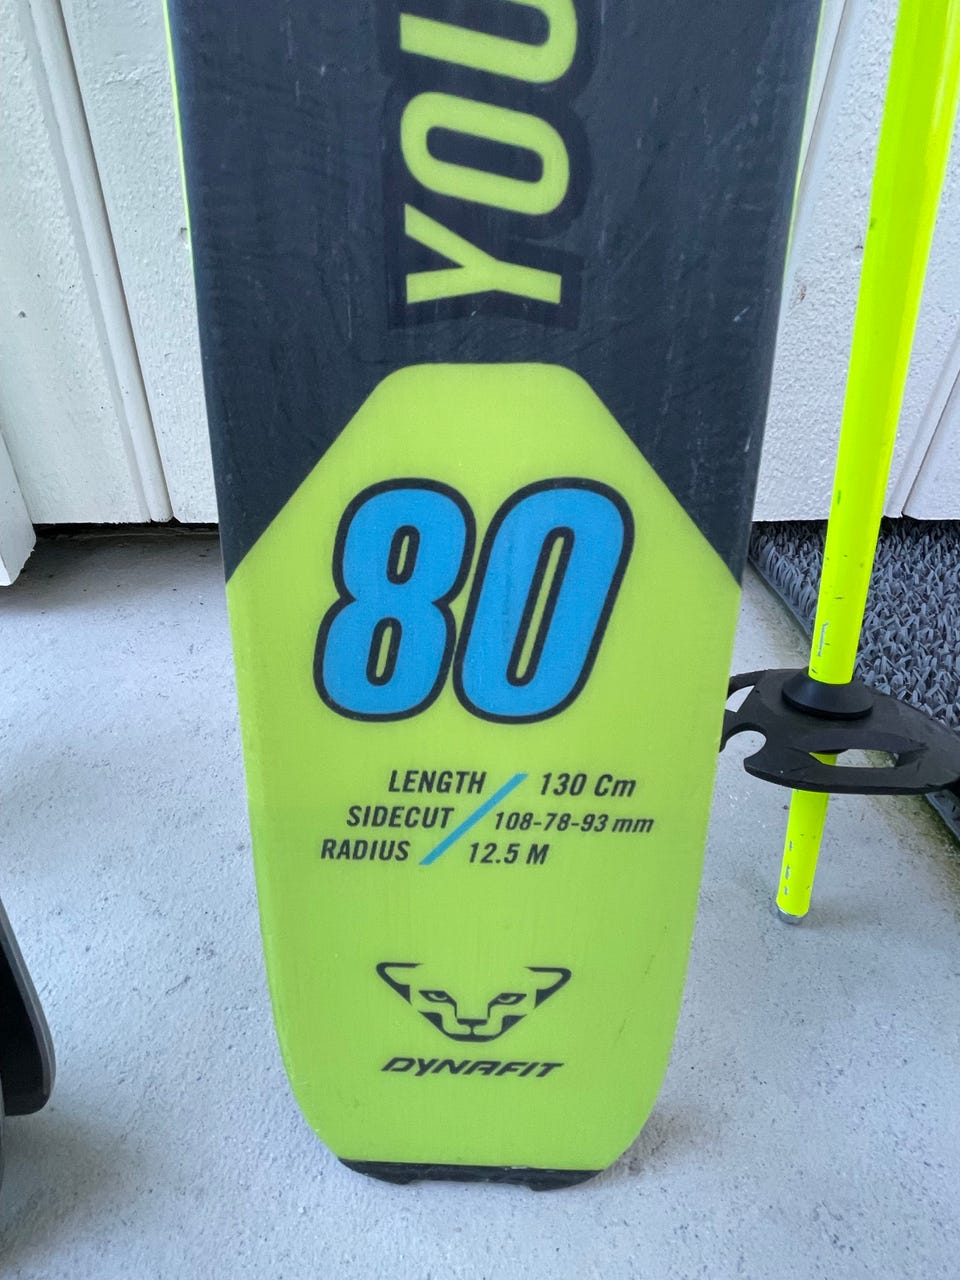 YOU
80
LENGTH / 130 Cm
SIDECUT / 108-78-93 mm
RADIUS / 12.5 M
DYNAFIT